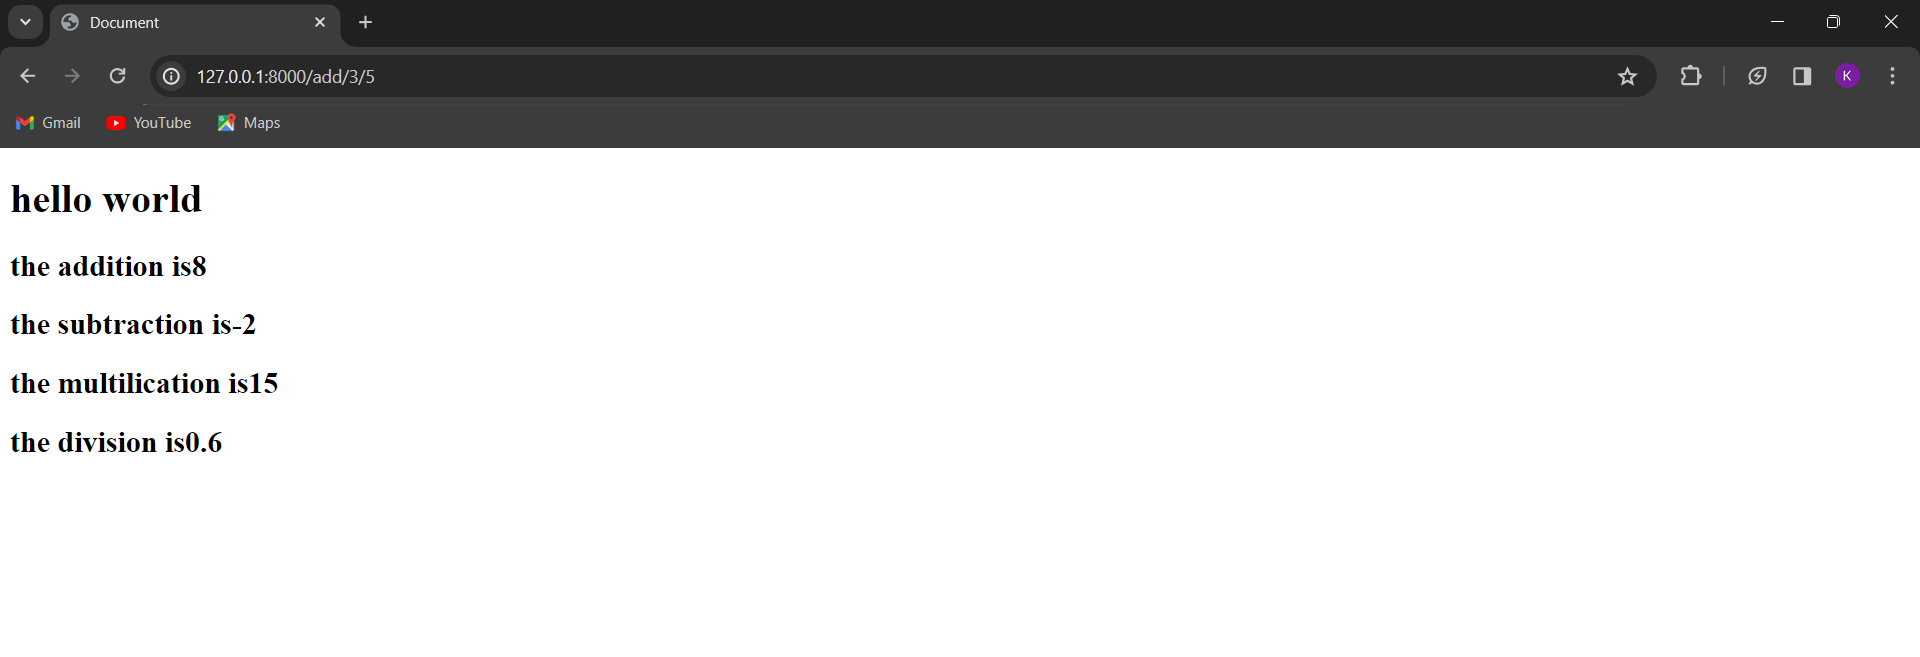 Document
127.0.0.1:8000/add/3/5
K
Gmail YouTube Maps
hello world
the addition is8
the subtraction is-2
the multilication is15
the division is0.6